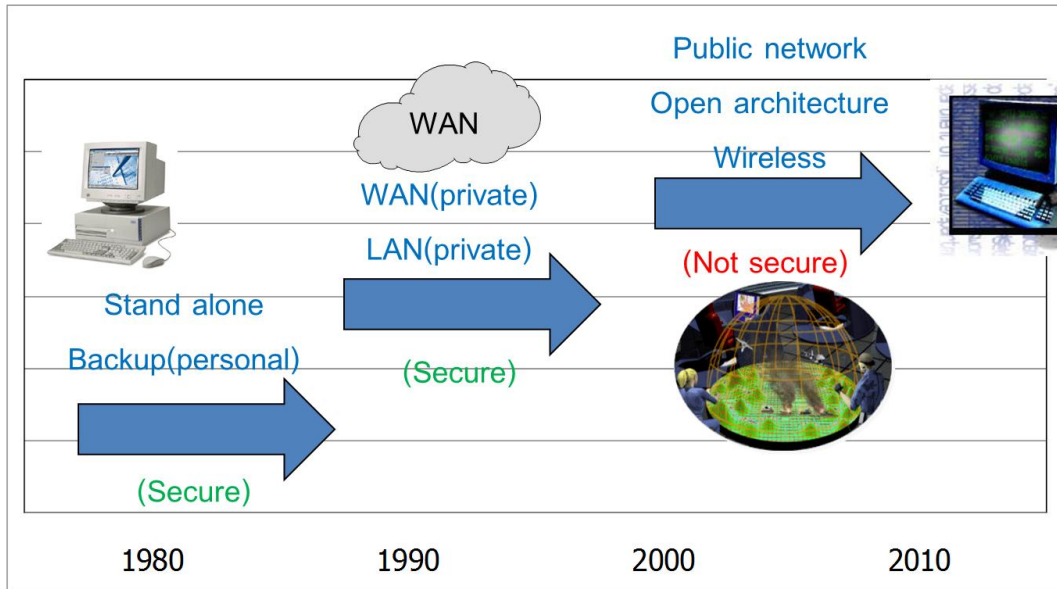 Public network
Open architecture
Wireless
(Not secure)
WAN
WAN(private)
LAN(private)
(Secure)
Stand alone
Backup(personal)
(Secure)
1980
1990
2000
2010